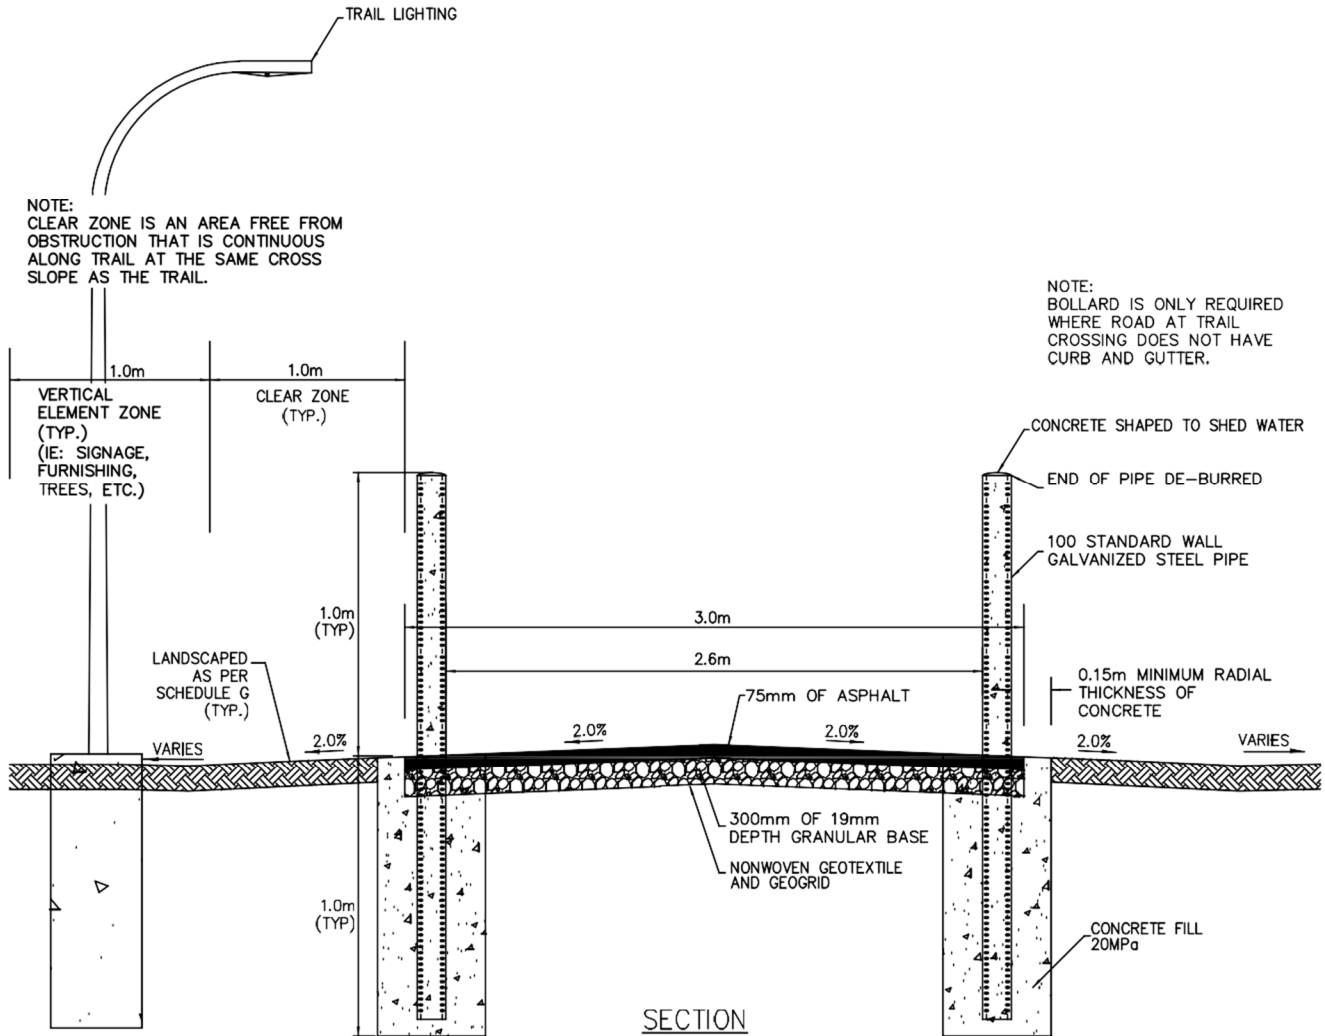 TRAIL LIGHTING
NOTE:
CLEAR ZONE IS AN AREA FREE FROM
OBSTRUCTION THAT IS CONTINUOUS
ALONG TRAIL AT THE SAME CROSS
SLOPE AS THE TRAIL.
NOTE:
BOLLARD IS ONLY REQUIRED
WHERE ROAD AT TRAIL
CROSSING DOES NOT HAVE
CURB AND GUTTER.
1.0m
VERTICAL
ELEMENT ZONE
(TYP.)
(IE: SIGNAGE,
FURNISHING,
TREES, ETC.)
1.0m
CLEAR ZONE
(TYP.)
CONCRETE SHAPED TO SHED WATER
END OF PIPE DE-BURRED
100 STANDARD WALL
GALVANIZED STEEL PIPE
1.0m
(TYP)
3.0m
2.6m
LANDSCAPED
AS PER
SCHEDULE G
(TYP.)
75mm OF ASPHALT
0.15m MINIMUM RADIAL
THICKNESS OF
CONCRETE
VARIES
2.0%
2.0%
2.0%
2.0%
VARIES
300mm OF 19mm
DEPTH GRANULAR BASE
NONWOVEN GEOTEXTILE
AND GEOGRID
1.0m
(TYP)
CONCRETE FILL
20MPa
SECTION